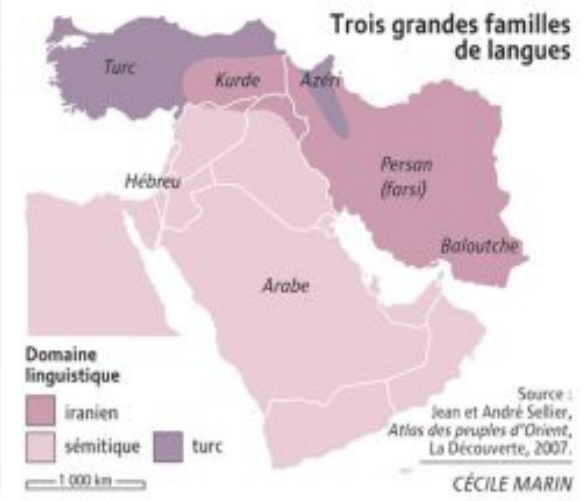 Trois grandes familles
de langues
Turc
Kurde
Azéri
Persan
(farsi)
Hébreu
Baloutche
Arabe
Domaine
linguistique
iranien
sémitique
turc
1 000 km
Source :
Jean et André Sellier,
Atlas des peuples d'Orient,
La Découverte, 2007.
CÉCILE MARIN